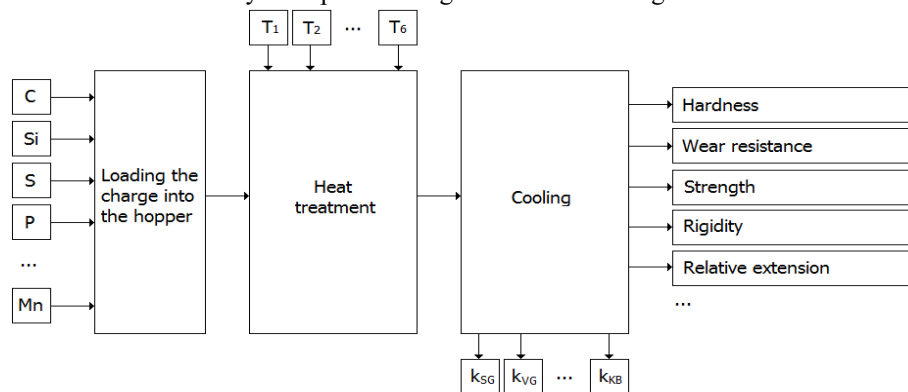 T1 T2 ... T6
C
Si
S
P
...
Mn
Loading the
charge into
the hopper
Heat
treatment
Cooling
Hardness
Wear resistance
Strength
Rigidity
Relative extension
...
kSG kVG ... kKB